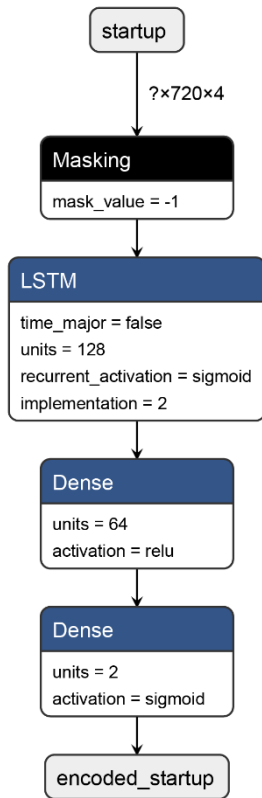 startup
?×720×4
Masking
mask_value = -1
LSTM
time_major = false
units = 128
recurrent_activation = sigmoid
implementation = 2
Dense
units = 64
activation = relu
Dense
units = 2
activation = sigmoid
encoded_startup